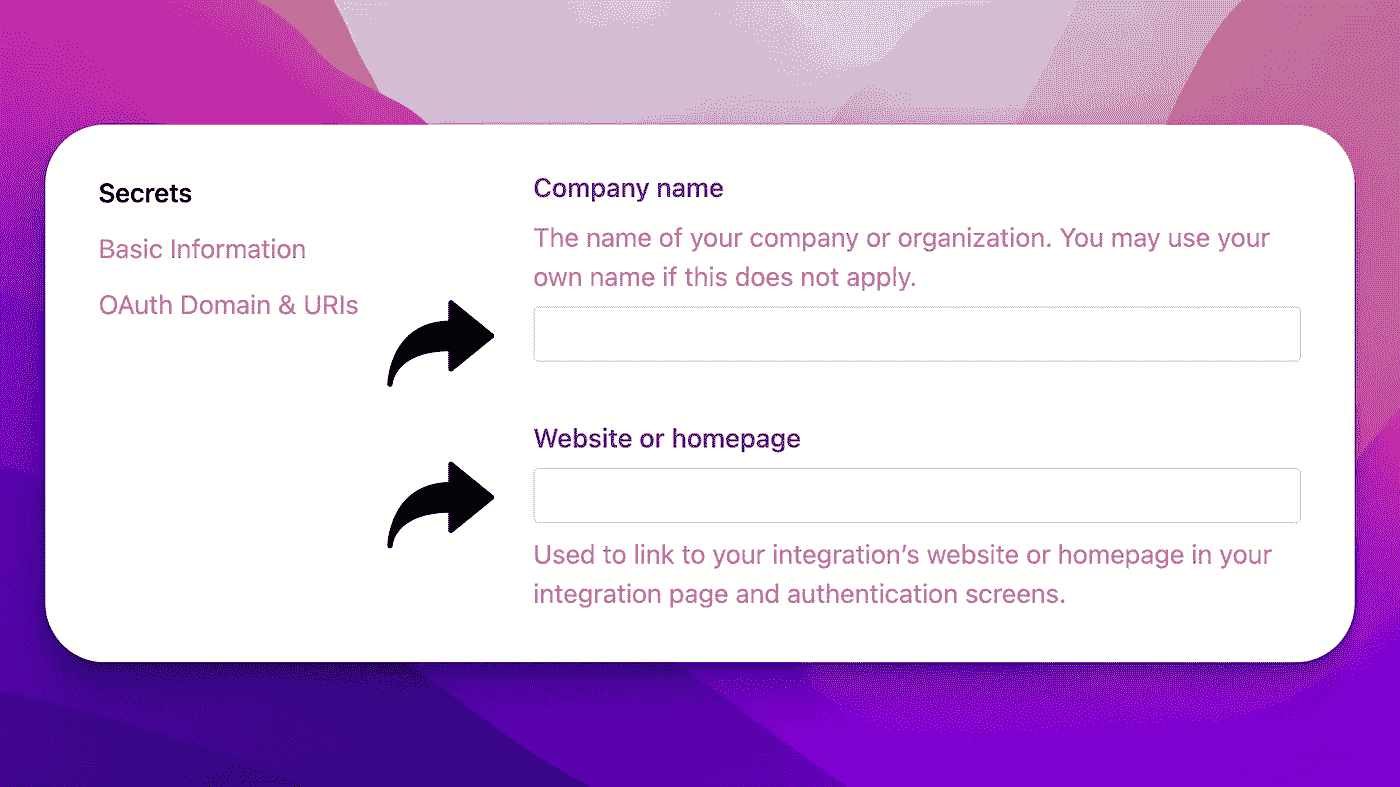 Secrets
Basic Information
OAuth Domain & URIs
Company name
The name of your company or organization. You may use your
own name if this does not apply.
Website or homepage
Used to link to your integration’s website or homepage in your
integration page and authentication screens.